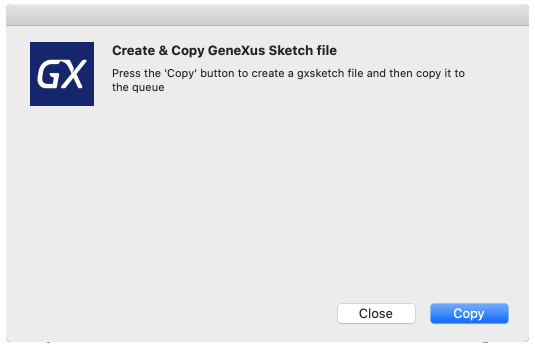 GX
Create & Copy GeneXus Sketch file
Press the 'Copy' button to create a gxsketch file and then copy it to
the queue
Close
Copy